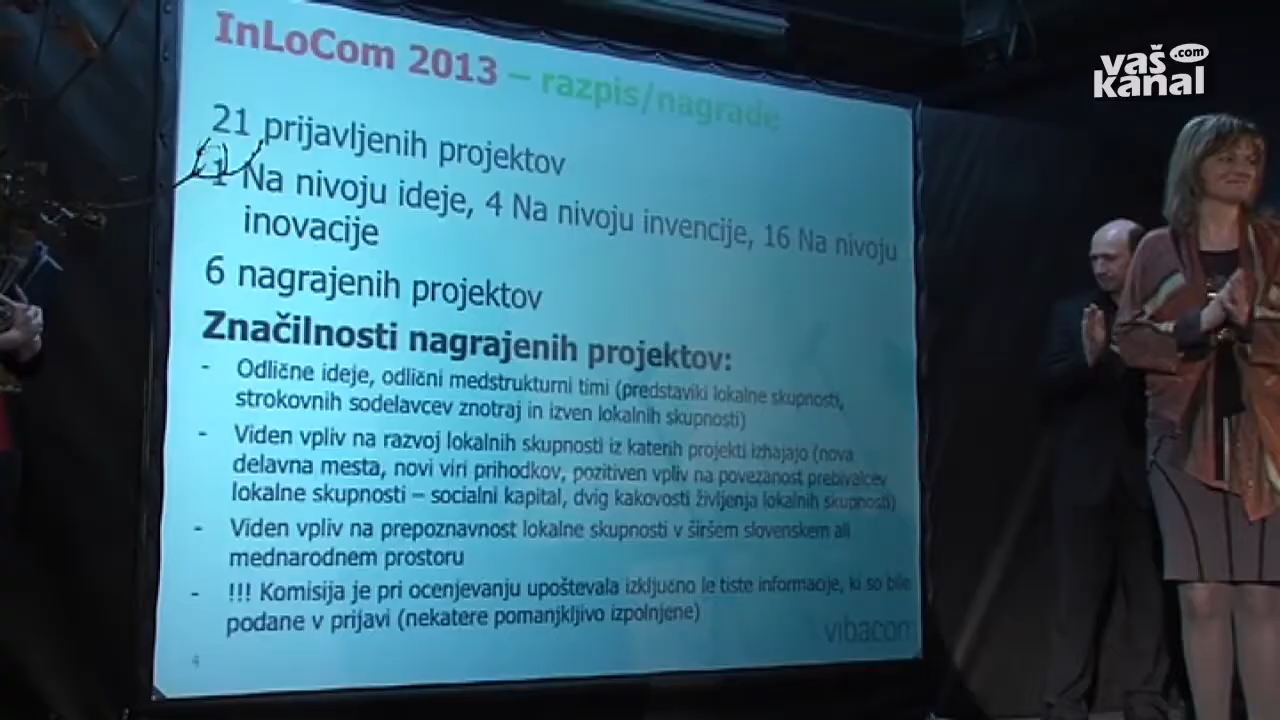 InLoCom 2013 – razpis/nagrade
vaš
.com
kanal
21 prijavljenih projektov
1 Na nivoju ideje, 4 Na nivoju invencije, 16 Na nivoju
inovacije
6 nagrajenih projektov
Značilnosti nagrajenih projektov:
- Odlične ideje, odlični medstrukturni timi (predstaviki lokalne skupnosti,
strokovnih sodelavcev znotraj in izven lokalnih skupnosti)
- Viden vpliv na razvoj lokalnih skupnosti iz katerih projekti izhajajo (nova
delavna mesta, novi viri prihodkov, pozitiven vpliv na povezanost prebivalcev
lokalne skupnosti – socialni kapital, dvig kakovosti življenja lokalnih skupnosti)
- Viden vpliv na prepoznavnost lokalne skupnosti v širšem slovenskem ali
mednarodnem prostoru
- !!! Komisija je pri ocenjevanju upoštevala izključno le tiste informacije, ki so bile
podane v prijavi (nekatere pomanjkljivo izpolnjene)
vibacom
4